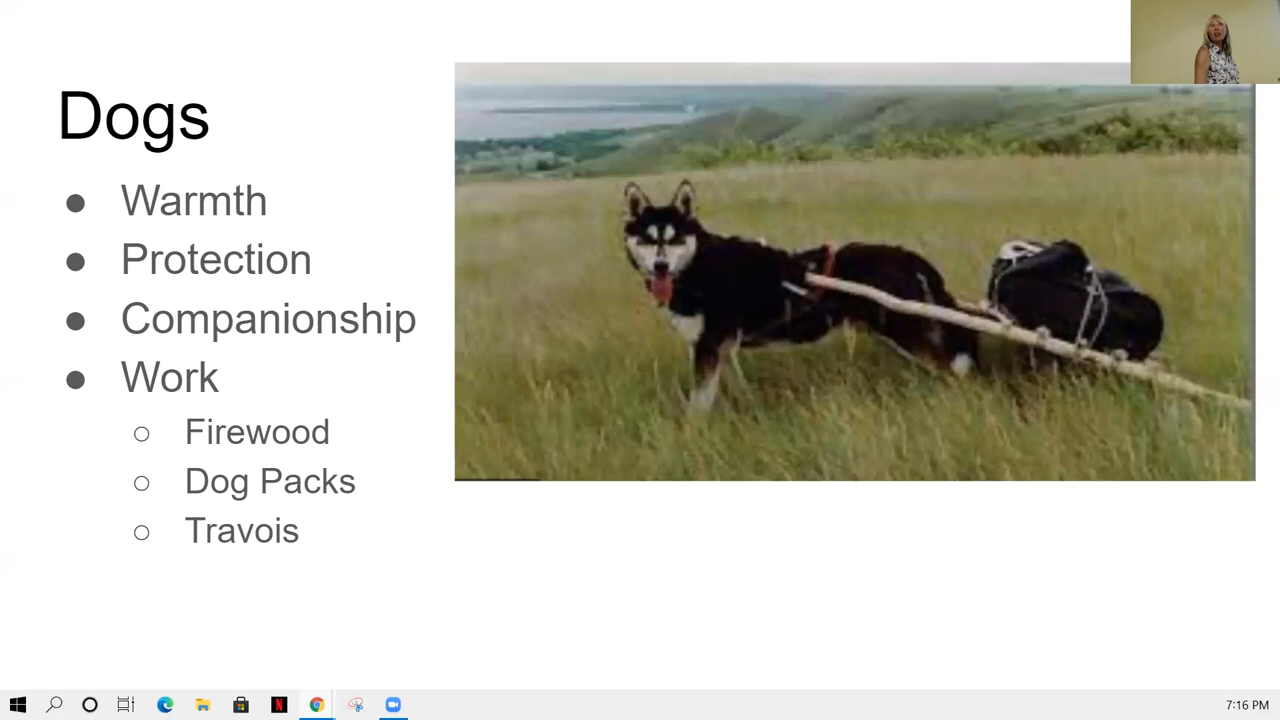 Dogs
● Warmth
● Protection
● Companionship
● Work
○ Firewood
○ Dog Packs
○ Travois
7:16 PM